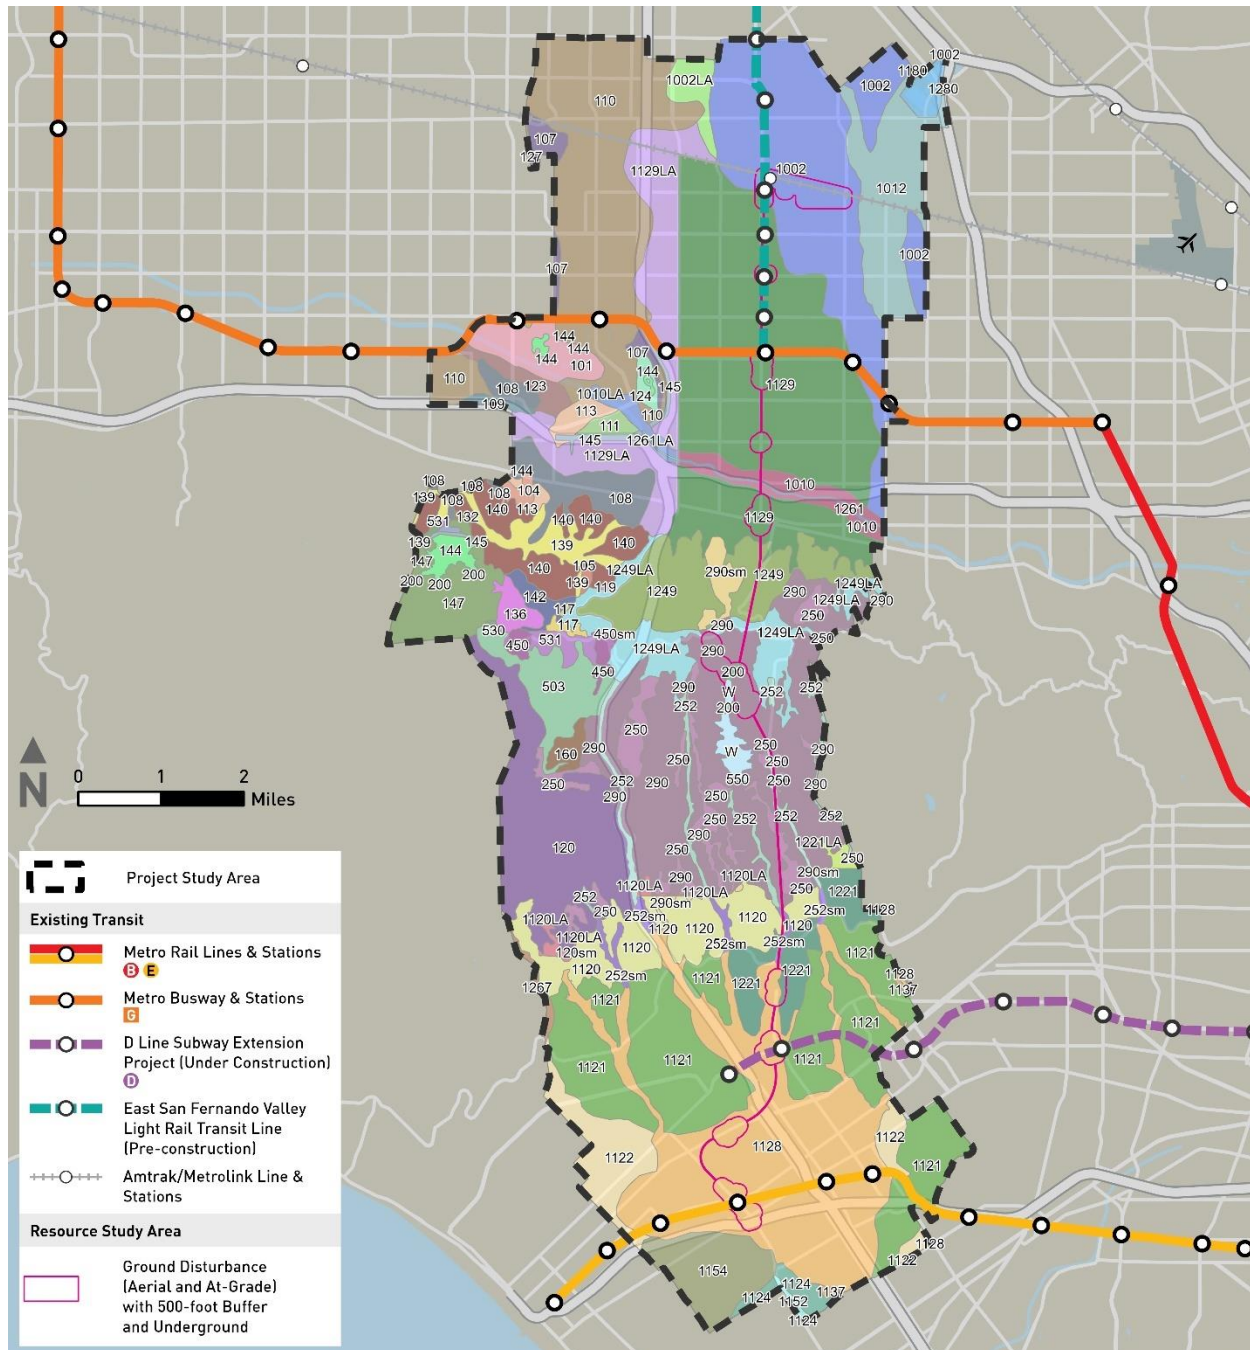 1002
1002LA
1180
1002
1280
110
107
127
1129LA
1002
1012
107
1002
144
144
144
101
107
144
145
110
108
123
1010LA
124
1129
109
113
110
111
145
1261LA
1129LA
144
108
108
108
104
108
1010
139
108
140
113
1261
531
132
140
140
1129
1010
139
145
139
140
147
144
140
105
1249LA
290sm
1249
1249LA
200
200
200
139
119
1249
290
1249LA
290
147
142
250
136
117
117
290
1249LA
530
531
450sm
250
450
1249LA
290
450
200
503
290
W
252
252
252
200
250
160
290
W
250
290
250
250
250
252
290
550
250
290
290
250
250
252
252
252
120
290
1221LA
250
250
290
1120LA
290sm
252
1120LA
1120LA
250
1221
290sm
1120LA
250
252sm
1120
252sm
1128
1120
1120
1120
1120LA
120sm
252sm
252sm
1121
1120
252sm
1121
1221
1221
1128
1137
1267
1121
1121
1121
1121
1121
1122
1128
1122
1121
1128
1122
1154
1124
1137
1124
1152
1124
N
0 1 2
Miles
Project Study Area
Existing Transit
Metro Rail Lines & Stations
B E
Metro Busway & Stations
G
D Line Subway Extension
Project (Under Construction)
D
East San Fernando Valley
Light Rail Transit Line
(Pre-construction)
Amtrak/Metrolink Line &
Stations
Resource Study Area
Ground Disturbance
(Aerial and At-Grade)
with 500-foot Buffer
and Underground